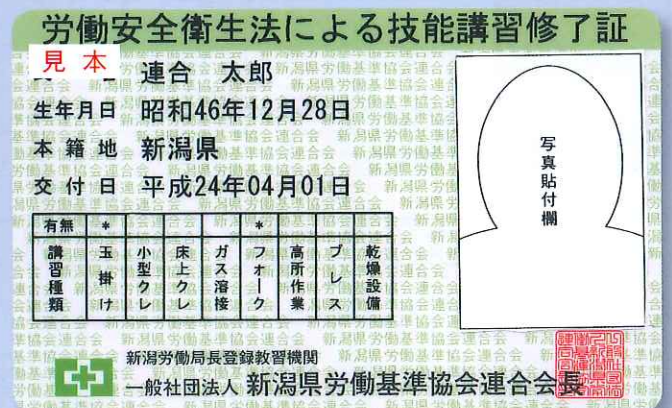 労働安全衛生法による技能講習修了証
見本
連合 太郎
生年月日 昭和46年12月28日
本籍地 新潟県
交付日 平成24年04月01日
有無 * *
講習種類 玉掛け 小型クレ 床上クレ ガス溶接 フォーク 高所作業 プレス 乾燥設備
写真貼付欄
新潟労働局長登録教習機関
一般社団法人 新潟県労働基準協会連合会長